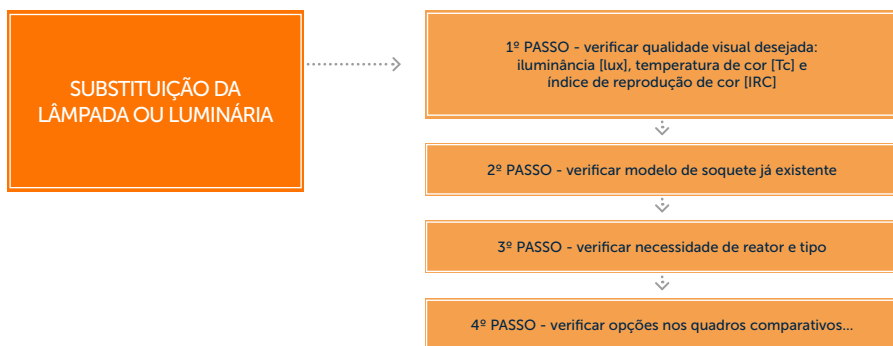 SUBSTITUIÇÃO DA
LÂMPADA OU LUMINÁRIA
1º PASSO - verificar qualidade visual desejada:
iluminância [lux], temperatura de cor [Tc] e
índice de reprodução de cor [IRC]
2º PASSO - verificar modelo de soquete já existente
3º PASSO - verificar necessidade de reator e tipo
4º PASSO - verificar opções nos quadros comparativos...